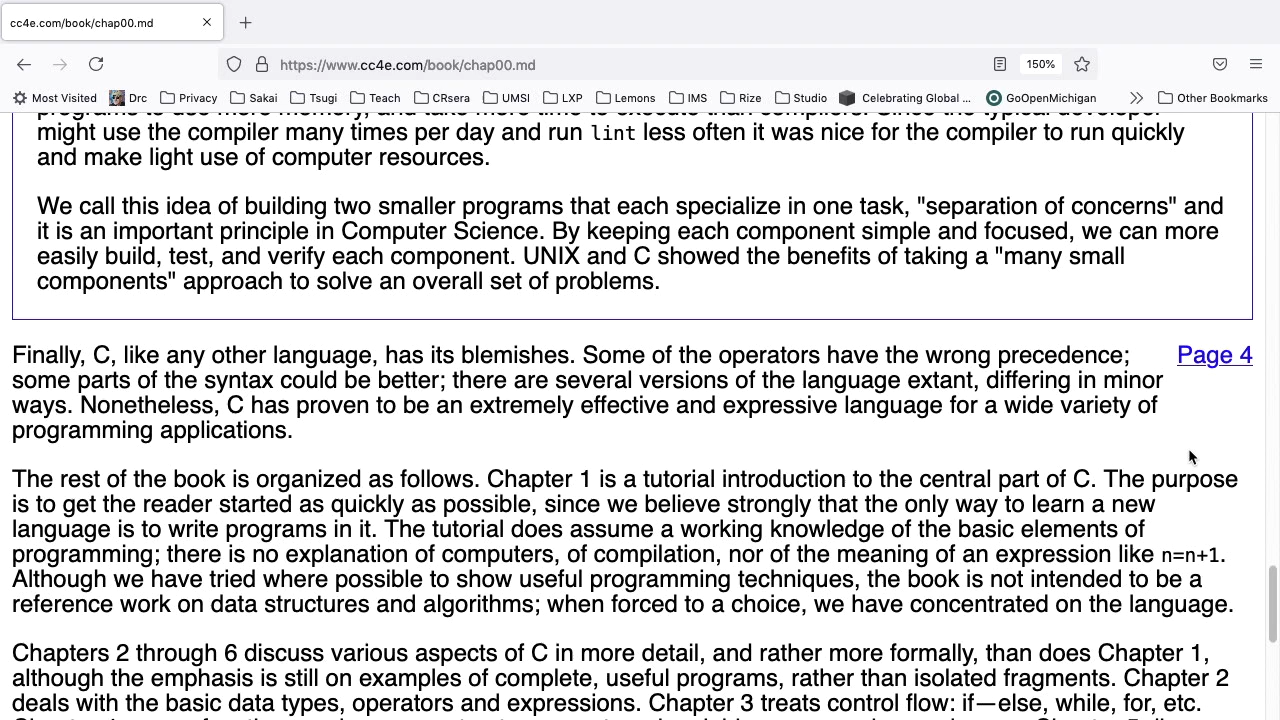 cc4e.com/book/chap00.md
https://www.cc4e.com/book/chap00.md
150%
Most Visited
Dro
Privacy
Sakai
Tsugi
Teach
CRsera
UMSI
LXP
Lemons
IMS
Rize
Studio
Celebrating Global ...
GoOpenMichigan
Other Bookmarks
programs to use more memory, and take more time to execute than compilers. Since the typical developer
might use the compiler many times per day and run lint less often it was nice for the compiler to run quickly
and make light use of computer resources.
We call this idea of building two smaller programs that each specialize in one task, "separation of concerns" and
it is an important principle in Computer Science. By keeping each component simple and focused, we can more
easily build, test, and verify each component. UNIX and C showed the benefits of taking a "many small
components" approach to solve an overall set of problems.
Finally, C, like any other language, has its blemishes. Some of the operators have the wrong precedence;
Page 4
some parts of the syntax could be better; there are several versions of the language extant, differing in minor
ways. Nonetheless, C has proven to be an extremely effective and expressive language for a wide variety of
programming applications.
The rest of the book is organized as follows. Chapter 1 is a tutorial introduction to the central part of C. The purpose
is to get the reader started as quickly as possible, since we believe strongly that the only way to learn a new
language is to write programs in it. The tutorial does assume a working knowledge of the basic elements of
programming; there is no explanation of computers, of compilation, nor of the meaning of an expression like n=n+1.
Although we have tried where possible to show useful programming techniques, the book is not intended to be a
reference work on data structures and algorithms; when forced to a choice, we have concentrated on the language.
Chapters 2 through 6 discuss various aspects of C in more detail, and rather more formally, than does Chapter 1,
although the emphasis is still on examples of complete, useful programs, rather than isolated fragments. Chapter 2
deals with the basic data types, operators and expressions. Chapter 3 treats control flow: if—else, while, for, etc.